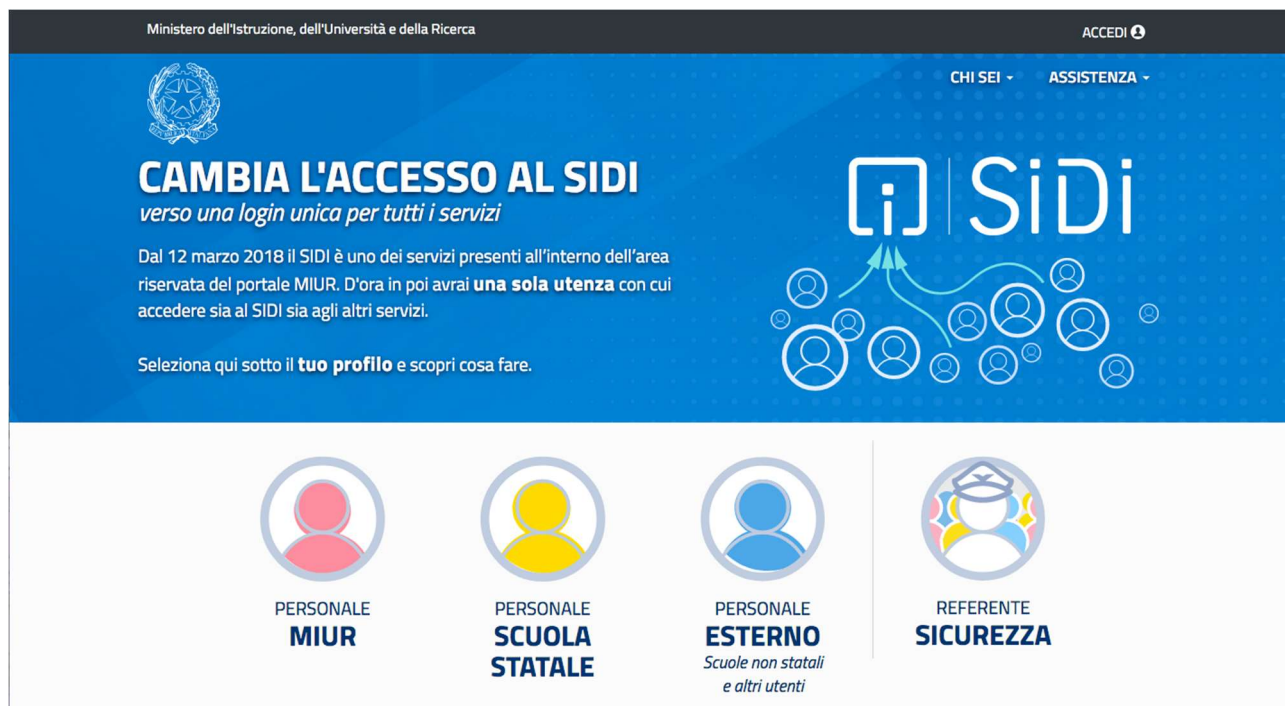 Ministero dell'Istruzione, dell'Università e della Ricerca
ACCEDI
CHI SEI
ASSISTENZA
CAMBIA L'ACCESSO AL SIDI
verso una login unica per tutti i servizi
SiDi
Dal 12 marzo 2018 il SIDI è uno dei servizi presenti all'interno dell'area
riservata del portale MIUR. D'ora in poi avrai una sola utenza con cui
accedere sia al SIDI sia agli altri servizi.
Seleziona qui sotto il tuo profilo e scopri cosa fare.
PERSONALE
MIUR
PERSONALE
SCUOLA
STATALE
PERSONALE
ESTERNO
Scuole non statali
e altri utenti
REFERENTE
SICUREZZA